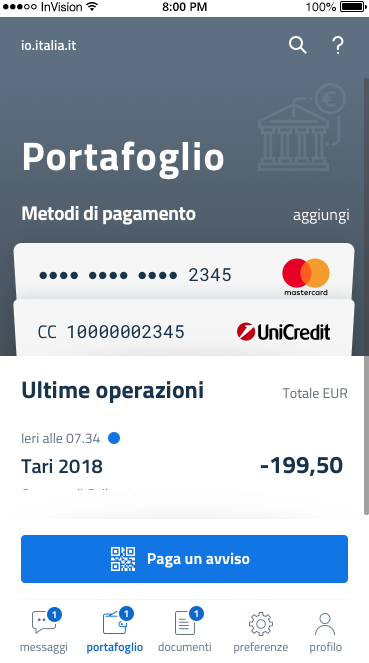 InVision 8:00 PM 100%
io.italia.it ?
Portafoglio
Metodi di pagamento aggiungi
•••• •••• •••• 2345
mastercard
CC 10000002345 UniCredit
Ultime operazioni Totale EUR
Ieri alle 07.34
Tari 2018 -199,50
Paga un avviso
1 1 1
messaggi portafoglio documenti preferenze profilo